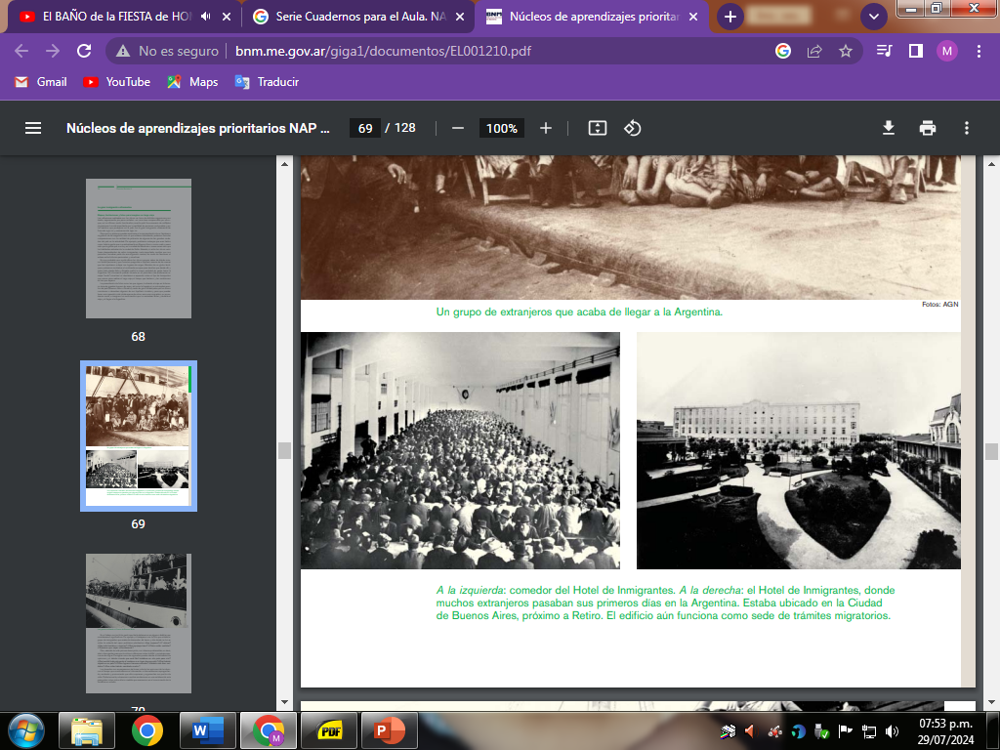 El BAÑO de la FIESTA de HO
Serie Cuadernos para el Aula. NA
BNM
Núcleos de aprendizajes prioritar
No es seguro
bnm.me.gov.ar/giga1/documentos/EL001210.pdf
M
Gmail
YouTube
Maps
Traducir
Núcleos de aprendizajes prioritarios NAP ...
69 / 128
100%
68
69
70
Fotos: AGN
Un grupo de extranjeros que acaba de llegar a la Argentina.
A la izquierda: comedor del Hotel de Inmigrantes. A la derecha: el Hotel de Inmigrantes, donde
muchos extranjeros pasaban sus primeros días en la Argentina. Estaba ubicado en la Ciudad
de Buenos Aires, próximo a Retiro. El edificio aún funciona como sede de trámites migratorios.
W
M
PDF
P
07:53 p.m.
29/07/2024